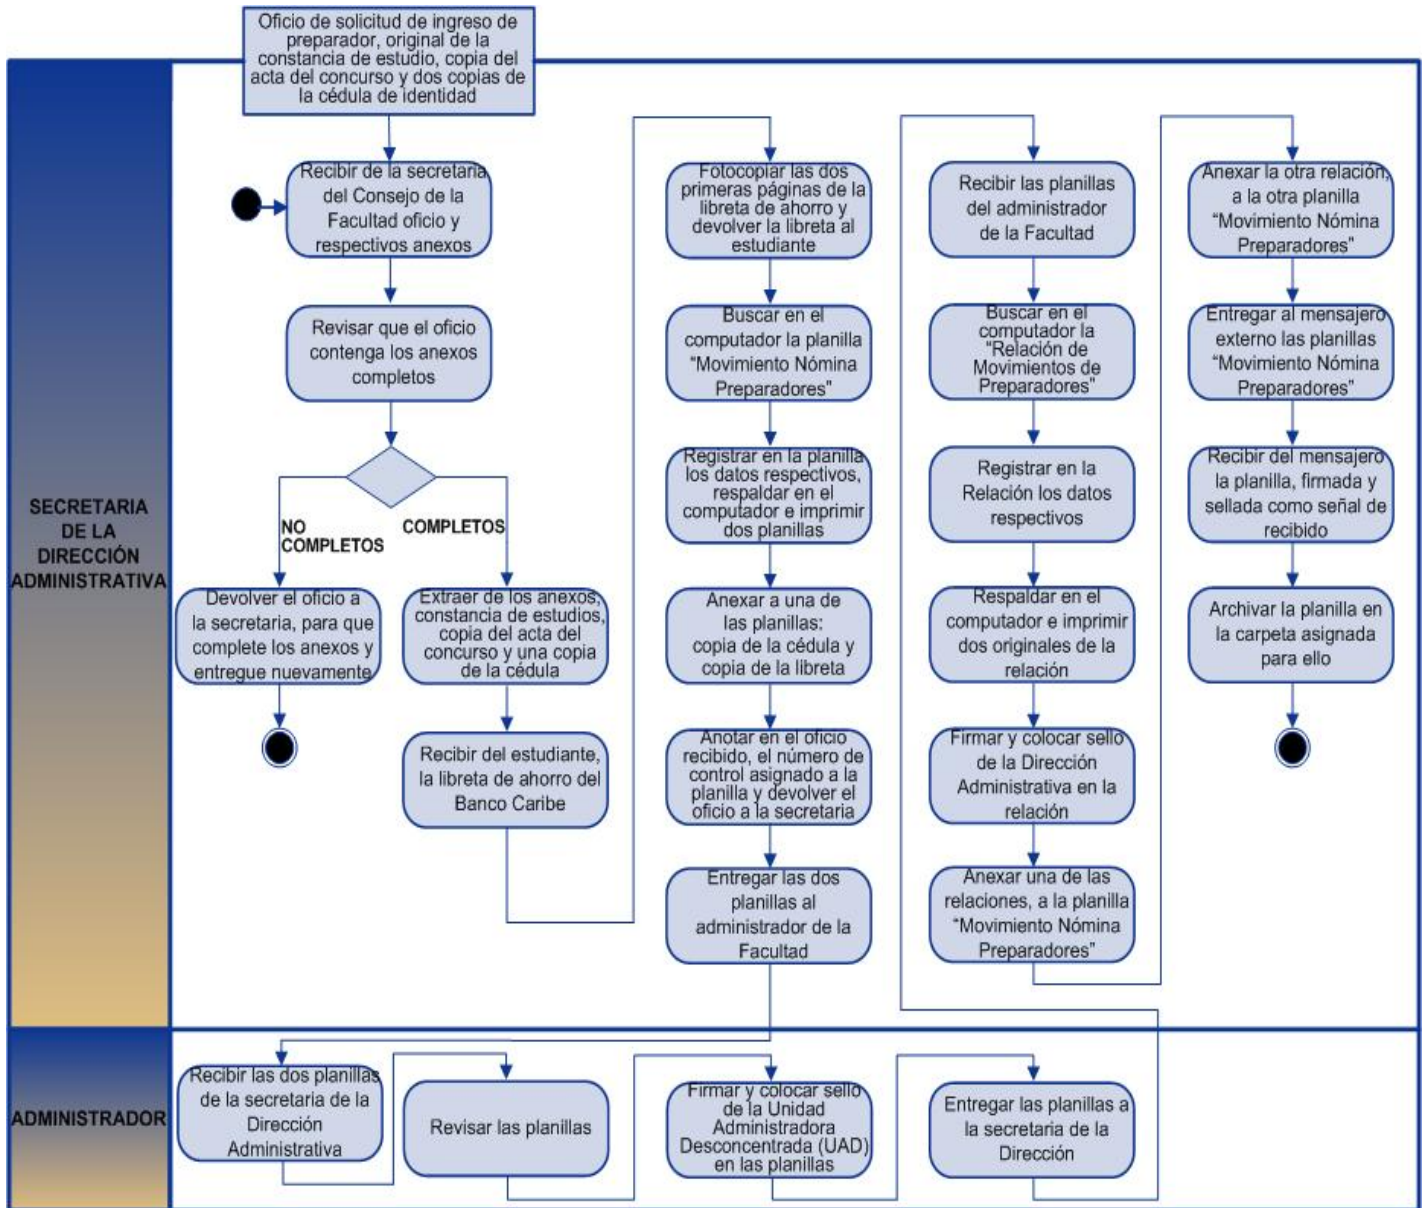 Oficio de solicitud de ingreso de
preparador, original de la
constancia de estudio, copia del
acta del concurso y dos copias de
la cédula de identidad
SECRETARIA
DE LA
DIRECCIÓN
ADMINISTRATIVA
Recibir de la secretaria
del Consejo de la
Facultad oficio y
respectivos anexos
Revisar que el oficio
contenga los anexos
completos
NO
COMPLETOS
COMPLETOS
Devolver el oficio a
la secretaria, para que
complete los anexos y
entregue nuevamente
Extraer de los anexos,
constancia de estudios,
copia del acta del
concurso y una copia
de la cédula
Recibir del estudiante,
la libreta de ahorro del
Banco Caribe
Fotocopiar las dos
primeras páginas de la
libreta de ahorro y
devolver la libreta al
estudiante
Buscar en el
computador la planilla
“Movimiento Nómina
Preparadores”
Registrar en la planilla
los datos respectivos,
respaldar en el
computador e imprimir
dos planillas
Anexar a una de
las planillas:
copia de la cédula y
copia de la libreta
Anotar en el oficio
recibido, el número de
control asignado a la
planilla y devolver el
oficio a la secretaria
Entregar las dos
planillas al
administrador de la
Facultad
Recibir las planillas
del administrador
de la Facultad
Buscar en el
computador la
“Relación de
Movimientos de
Preparadores”
Registrar en la
Relación los datos
respectivos
Respaldar en el
computador e imprimir
dos originales de la
relación
Firmar y colocar sello
de la Dirección
Administrativa en la
relación
Anexar una de las
relaciones, a la planilla
“Movimiento Nómina
Preparadores”
Anexar la otra relación,
a la otra planilla
“Movimiento Nómina
Preparadores”
Entregar al mensajero
externo las planillas
“Movimiento Nómina
Preparadores”
Recibir del mensajero
la planilla, firmada y
sellada como señal de
recibido
Archivar la planilla en
la carpeta asignada
para ello
ADMINISTRADOR
Recibir las dos planillas
de la secretaria de la
Dirección
Administrativa
Revisar las planillas
Firmar y colocar sello
de la Unidad
Administradora
Desconcentrada (UAD)
en las planillas
Entregar las planillas a
la secretaria de la
Dirección